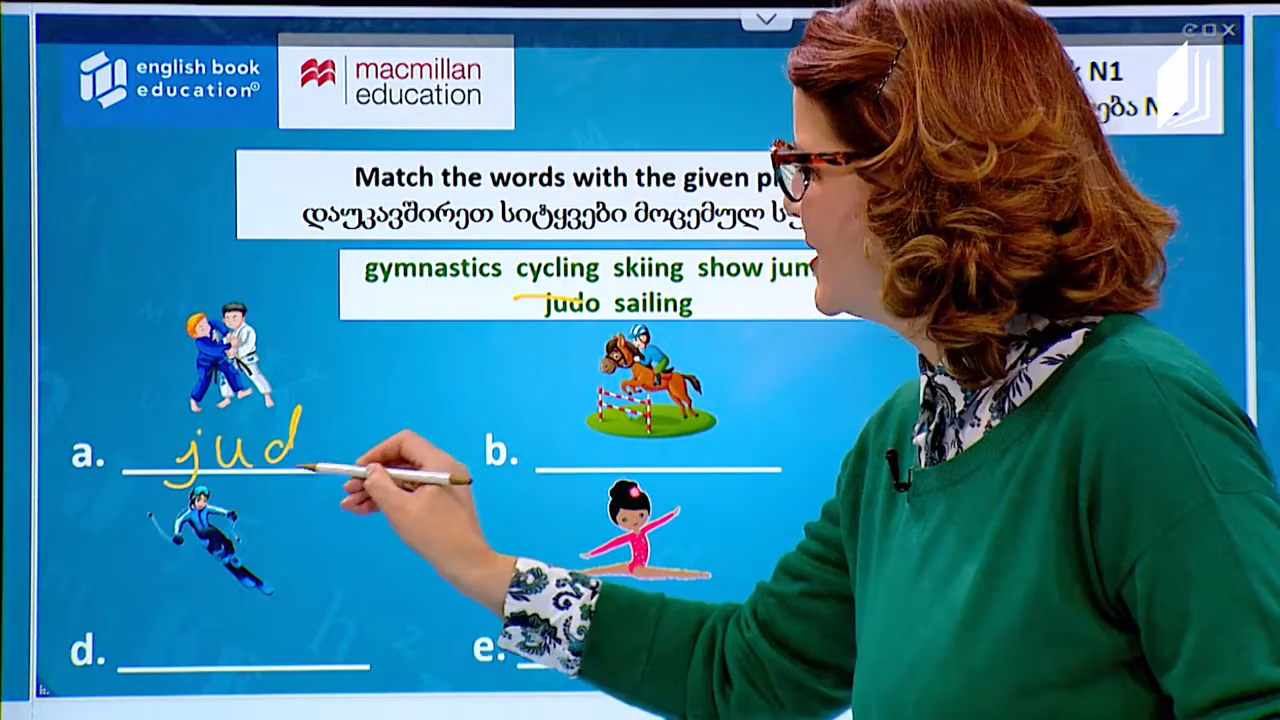 english book
education
macmillan
education
N1
Match the words with the given
დაუკავშირეთ სიტყვები მოცემულ
gymnastics cycling skiing show
judo sailing
a. jud
b.
d.
e.